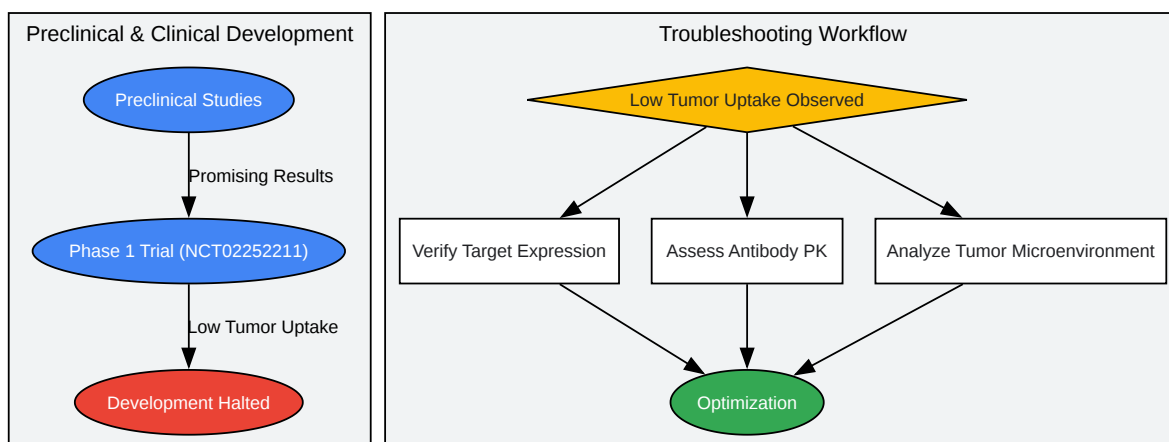 Preclinical & Clinical Development
Preclinical Studies
Promising Results
Phase 1 Trial (NCT02252211)
Low Tumor Uptake
Development Halted
Troubleshooting Workflow
Low Tumor Uptake Observed
Verify Target Expression
Assess Antibody PK
Analyze Tumor Microenvironment
Optimization